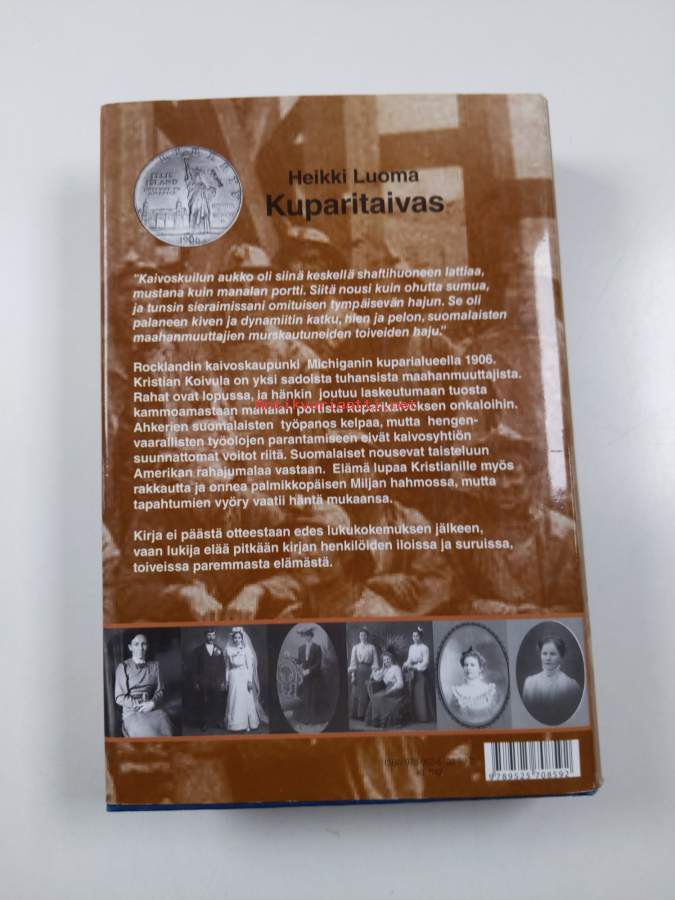 ELLIS
ISLAND
1906
Heikki Luoma
Kuparitaivas
"Kaivoskuilun aukko oli siinä keskellä shaftihuoneen lattiaa,
mustana kuin manalan portti. Siitä nousi kuin ohutta sumua,
ja tunsin sieraimissani omituisen tympäisevän hajun. Se oli
palaneen kiven ja dynamiitin katku, hien ja pelon, suomalaisten
maahanmuuttajien murskautuneiden toiveiden haju."
Rocklandin kaivoskaupunki Michiganin kuparialueella 1906.
Kristian Koivula on yksi sadoista tuhansista maahanmuuttajista.
Rahat ovat lopussa, ja hänkin joutuu laskeutumaan tuosta
kammoamastaan manalan portista kuparikaivoksen onkaloihin.
Ahkerien suomalaisten työpanos kelpaa, mutta hengen-
vaarallisten työolojen parantamiseen eivät kaivosyhtiön
suunnattomat voitot riitä. Suomalaiset nousevat taisteluun
Amerikan rahajumalaa vastaan. Elämä lupaa Kristianille myös
rakkautta ja onnea palmikkopäisen Miljan hahmossa, mutta
tapahtumien vyöry vaatii häntä mukaansa.
Kirja ei päästä otteestaan edes lukukokemuksen jälkeen,
vaan lukija elää pitkään kirjan henkilöiden iloissa ja suruissa,
toiveissa paremmasta elämästä.
9 789525 708592